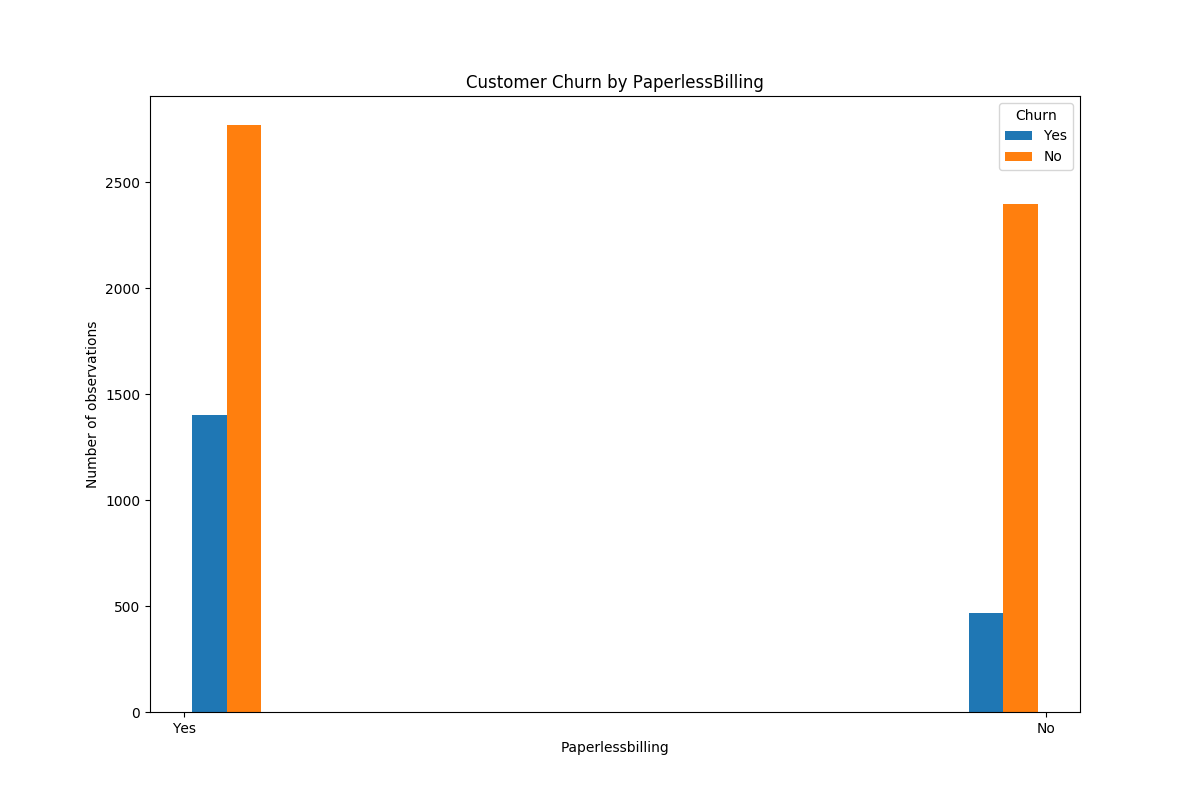 Customer Churn by PaperlessBilling
Churn
Yes
No
2500
2000
1500
1000
500
0
Number of observations
Yes
No
Paperlessbilling